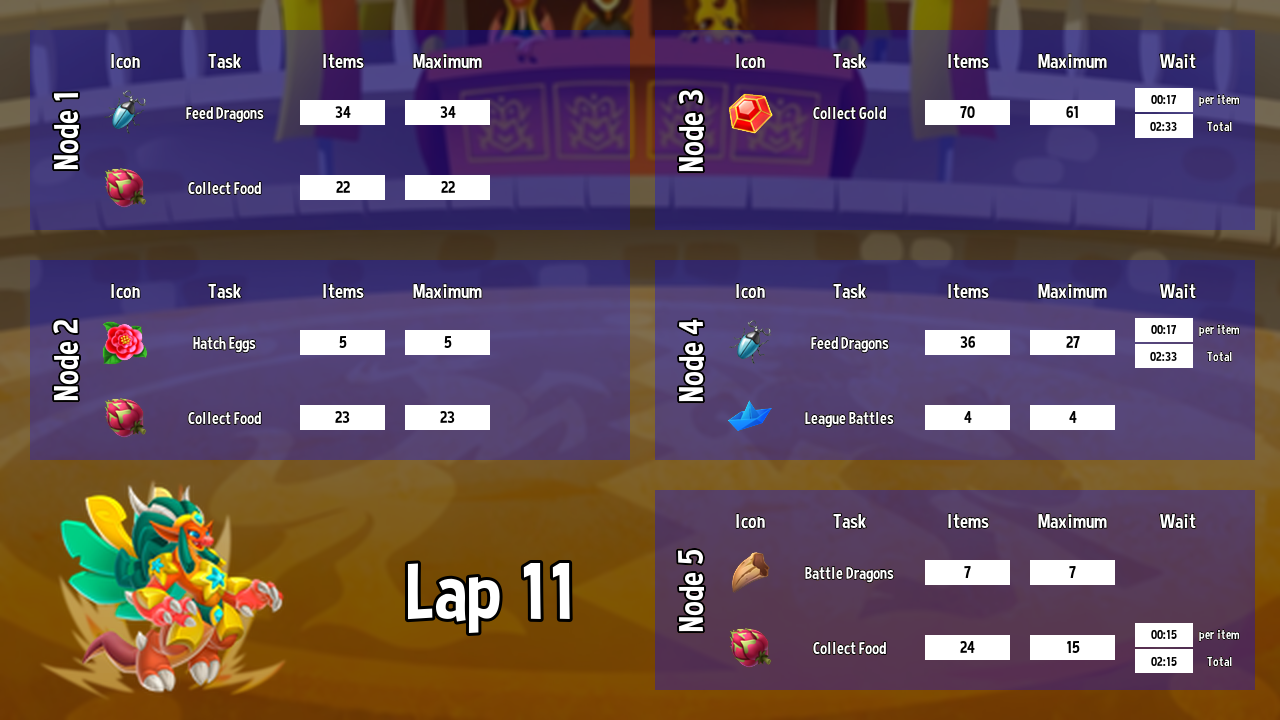 Node 1
Icon Task Items Maximum
Feed Dragons 34 34
Collect Food 22 22
Node 2
Icon Task Items Maximum
Hatch Eggs 5 5
Collect Food 23 23
Lap 11
Node 3
Icon Task Items Maximum Wait
Collect Gold 70 61 00:17 per item
02:33 Total
Node 4
Icon Task Items Maximum Wait
Feed Dragons 36 27 00:17 per item
02:33 Total
League Battles 4 4
Node 5
Icon Task Items Maximum Wait
Battle Dragons 7 7
Collect Food 24 15 00:15 per item
02:15 Total